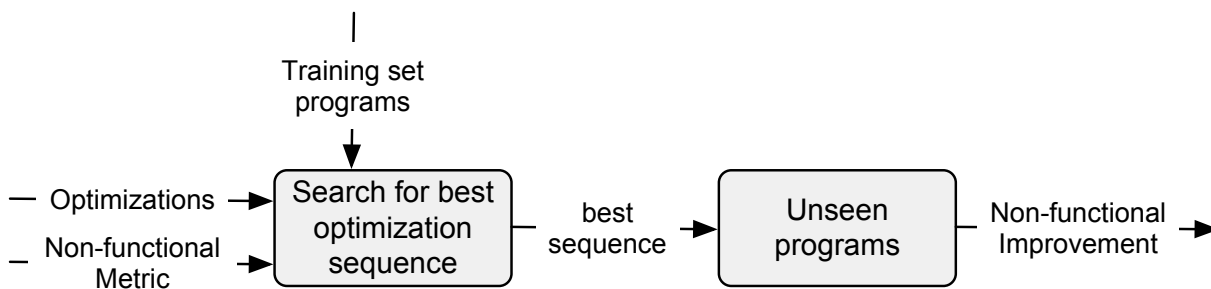 Training set
programs
Optimizations
Non-functional
Metric
Search for best
optimization
sequence
best
sequence
Unseen
programs
Non-functional
Improvement